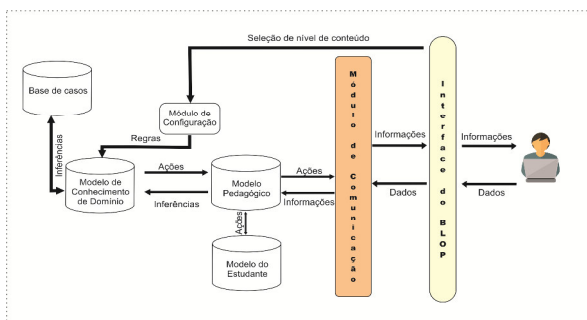 Seleção de nível de conteúdo
Base de casos
Módulo de
Configuração
Regras
Inferências
Modelo de
Conhecimento
de Domínio
Ações
Inferências
Modelo
Pedagógico
Ações
Informações
Ações
Modelo do
Estudante
Módulo de Comunicação
Informações
Dados
Interface do BLOP
Informações
Dados